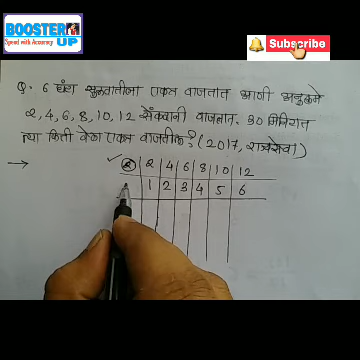 BOOSTER
UP
Speed with Accuracy
Subscribe
Q. 6 घंटा सुरुवातीला एकत्र वाजतात आणी अनुक्रमे
2, 4, 6, 8, 10, 12 सेकंदानी वाजतात. 30 मिनिटात
त्या किती वेळा एकत्र वाजतील? (2017, राज्यसेवा)
→ ✓ 2 | 2 | 4 | 6 | 8 | 10 | 12
1 | 2 | 3 | 4 | 5 | 6